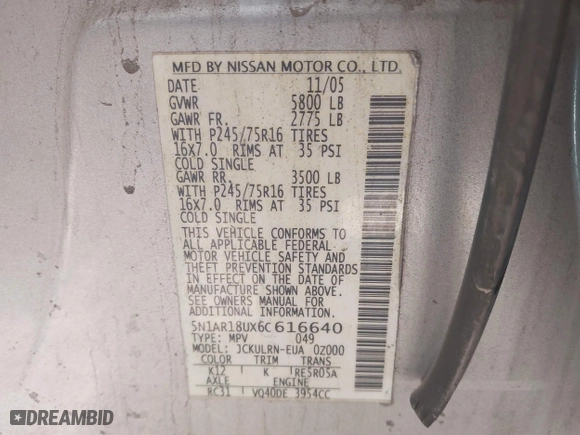 MFD BY NISSAN MOTOR CO., LTD.
DATE 11/05
GVWR 5800 LB
GAWR FR. 2775 LB
WITH P245/75R16 TIRES
16X7.0 RIMS AT 35 PSI
COLD SINGLE
GAWR RR. 3500 LB
WITH P245/75R16 TIRES
16X7.0 RIMS AT 35 PSI
COLD SINGLE
THIS VEHICLE CONFORMS TO
ALL APPLICABLE FEDERAL
MOTOR VEHICLE SAFETY AND
THEFT PREVENTION STANDARDS
IN EFFECT ON THE DATE OF
MANUFACTURE SHOWN ABOVE.
SEE OWNERS MANUAL FOR
ADDITIONAL INFORMATION.
5N1AR18UX6C616640
TYPE: MPV 049
MODEL: JCKULRN-EUA 0Z000
COLOR TRIM TRANS
K12 K RE5R05A
AXLE ENGINE
RC31 VQ40DE 3954CC
DREAMBID